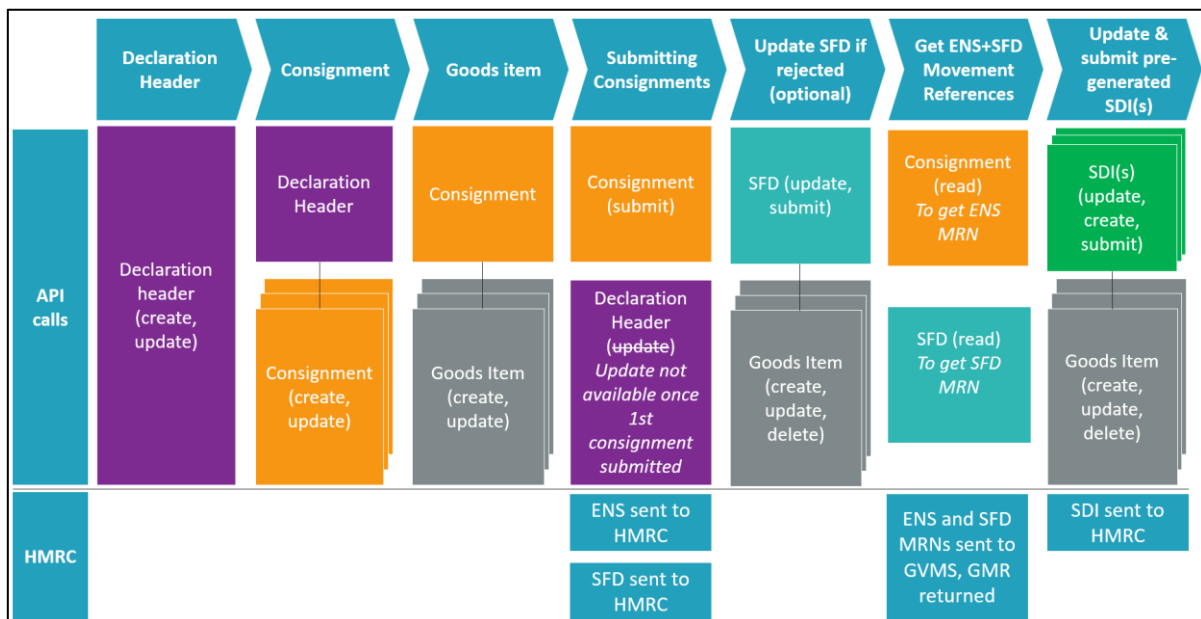 Declaration
Header
Consignment
Goods item
Submitting
Consignments
Update SFD if
rejected
(optional)
Get ENS+SFD
Movement
References
Update &
submit pre-
generated
SDI(s)
API
calls
Declaration
header
(create,
update)
Declaration
Header
Consignment
(create,
update)
Consignment
Goods Item
(create,
update)
Consignment
(submit)
Declaration
Header
(update)
Update not
available once
1st
consignment
submitted
SFD (update,
submit)
Goods Item
(create,
update,
delete)
Consignment
(read)
To get ENS
MRN
SFD (read)
To get SFD
MRN
SDI(s)
(update,
create,
submit)
Goods Item
(create,
update,
delete)
HMRC
ENS sent to
HMRC
SFD sent to
HMRC
ENS and SFD
MRNs sent to
GVMS, GMR
returned
SDI sent to
HMRC